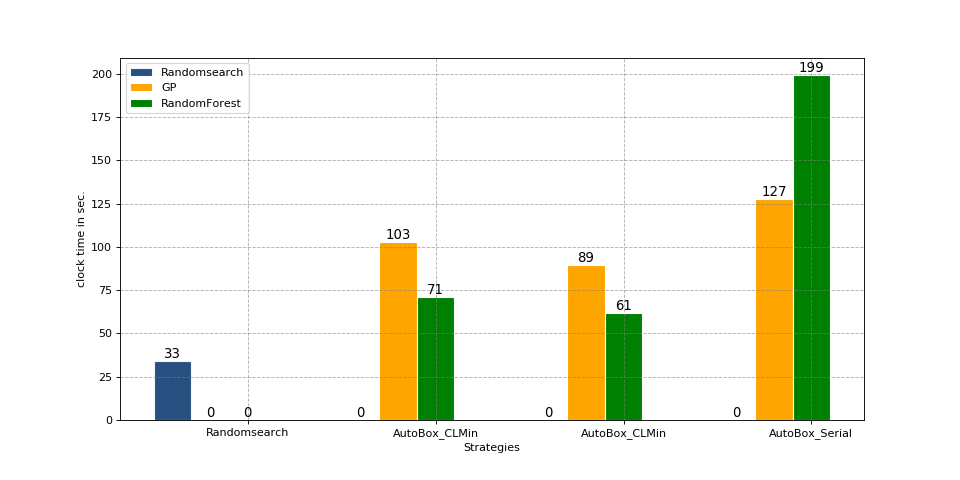 200
175
150
125
100
75
50
25
0
clock time in sec.
Randomsearch
GP
RandomForest
33
0
0
0
103
71
0
89
61
0
127
199
Randomsearch
AutoBox_CLMin
AutoBox_CLMin
AutoBox_Serial
Strategies